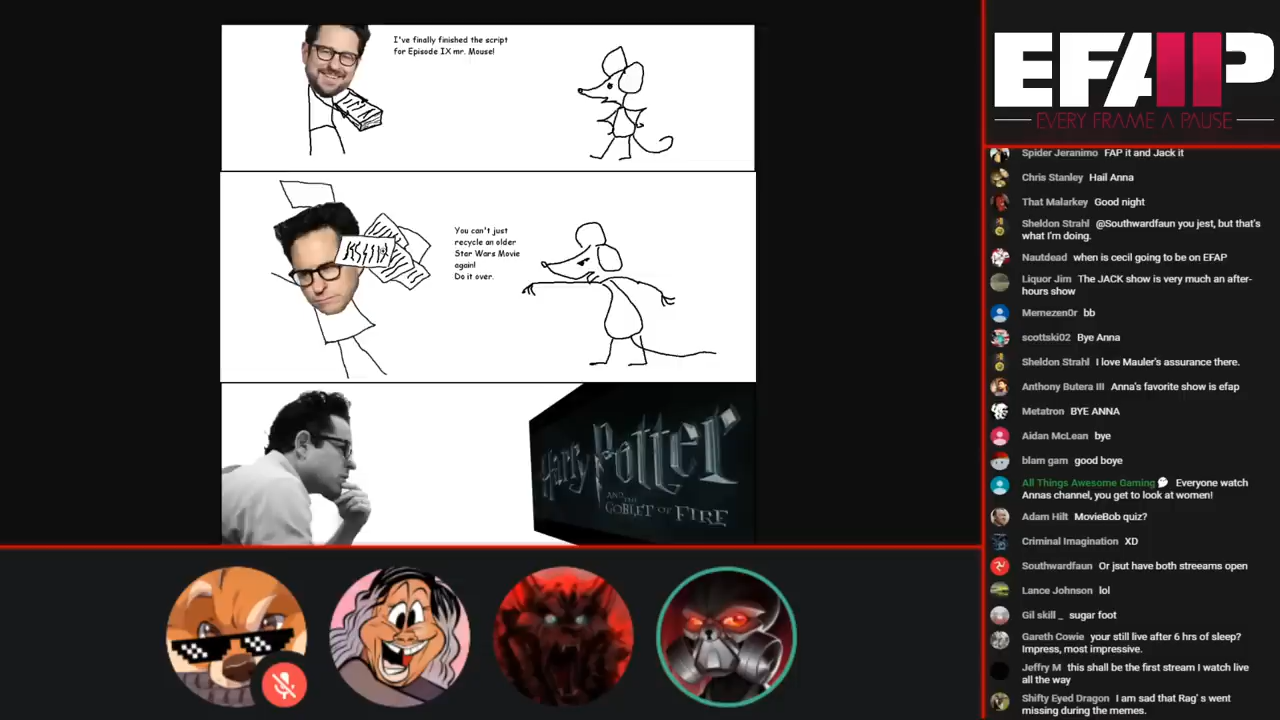 I've finally finished the script
for Episode IX mr. Mouse!
You can't just
recycle an older
Star Wars Movie
again!
Do it over.
Harry Potter
AND THE
GOBLET OF FIRE
EFAP
EVERY FRAME A PAUSE
Spider Jeranimo FAP it and Jack it
Chris Stanley Hail Anna
That Malarkey Good night
Sheldon Strahl @Southwardfaun you jest, but that's
what I'm doing.
Nautdead when is cecil going to be on EFAP
Liquor Jim The JACK show is very much an after-
hours show
Memezen0r bb
scottski02 Bye Anna
Sheldon Strahl I love Mauler's assurance there.
Anthony Butera III Anna's favorite show is efap
Metatron BYE ANNA
Aidan McLean bye
blam gam good boye
All Things Awesome Gaming Everyone watch
Annas channel, you get to look at women!
Adam Hilt MovieBob quiz?
Criminal Imagination XD
Southwardfaun Or jsut have both streeams open
Lance Johnson lol
Gil skill _ sugar foot
Gareth Cowie your still live after 6 hrs of sleep?
Impress, most impressive.
Jeffry M this shall be the first stream I watch live
all the way
Shifty Eyed Dragon I am sad that Rag' s went
missing during the memes.